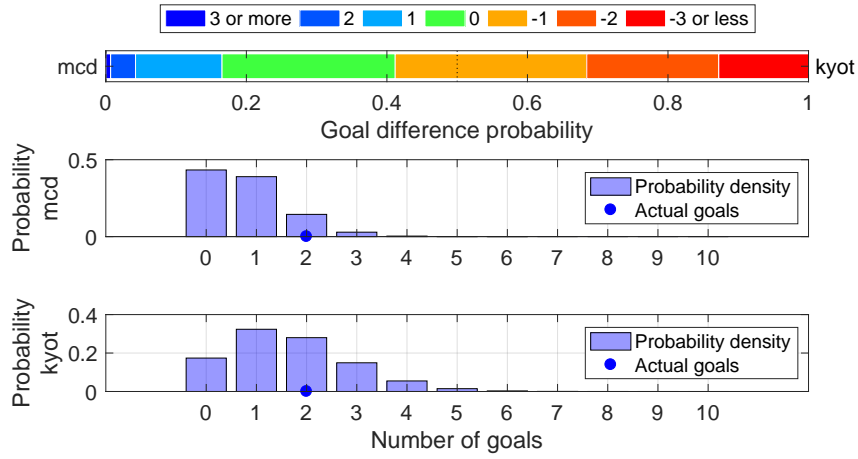 3 or more 2 1 0 -1 -2 -3 or less
mcd kyot
0 0.2 0.4 0.6 0.8 1
Goal difference probability
Probability
mcd
0.5
0
Probability density
Actual goals
0 1 2 3 4 5 6 7 8 9 10
Probability
kyot
0.4
0.2
0
Probability density
Actual goals
0 1 2 3 4 5 6 7 8 9 10
Number of goals